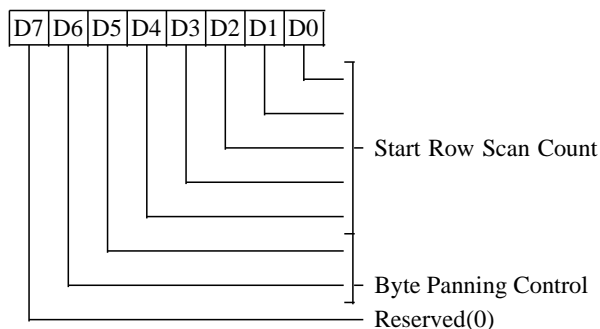 D7 D6 D5 D4 D3 D2 D1 D0
Start Row Scan Count
Byte Panning Control
Reserved(0)